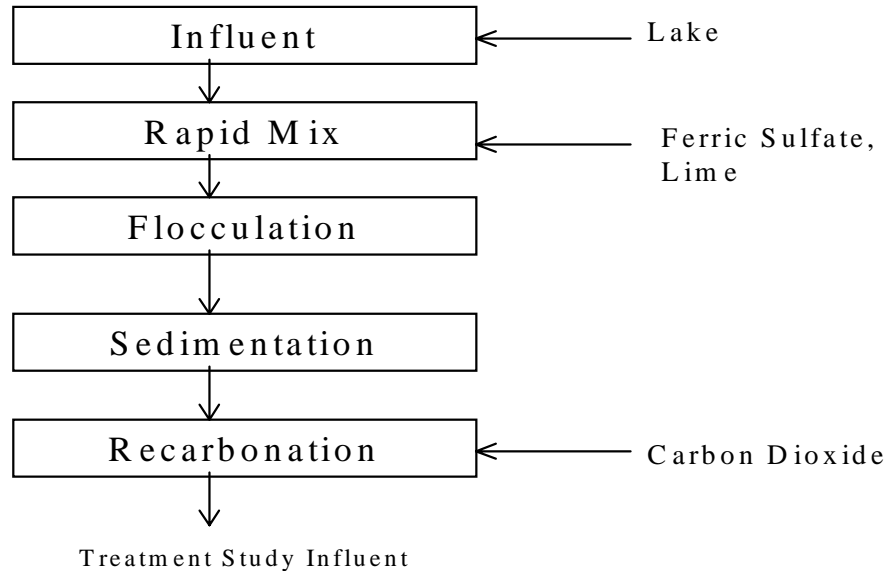 Influent
Lake
Rapid Mix
Ferric Sulfate,
Lime
Flocculation
Sedimentation
Recarbonation
Carbon Dioxide
Treatment Study Influent